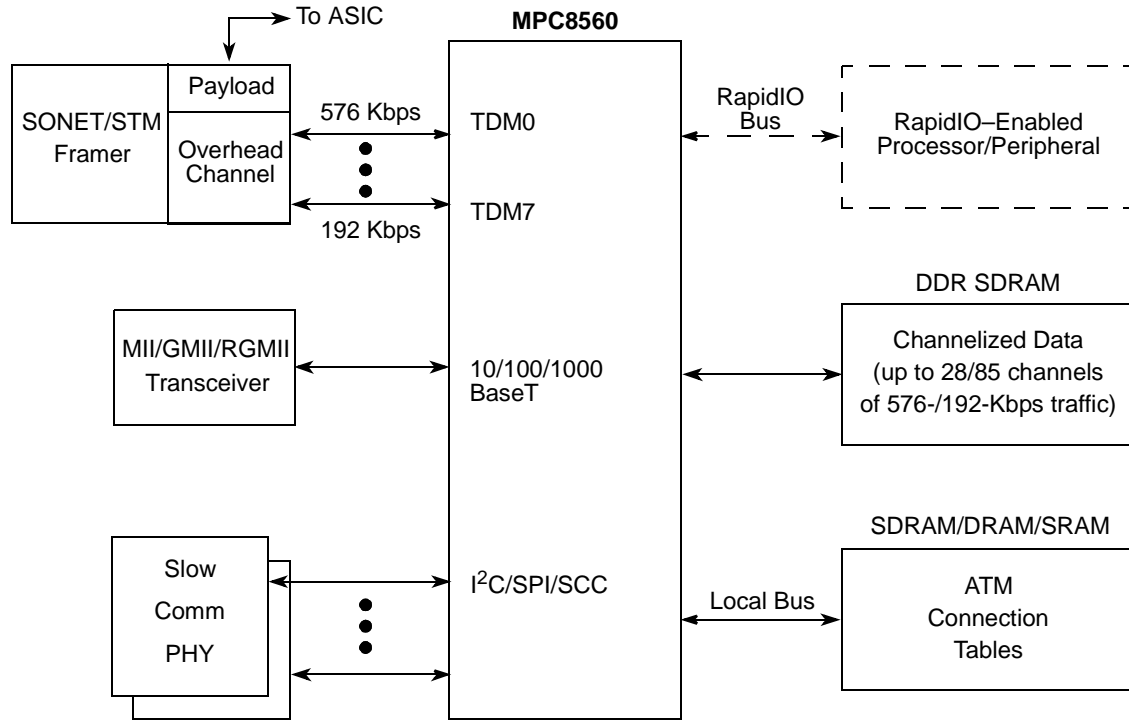 To ASIC
MPC8560
Payload
SONET/STM
Framer
Overhead
Channel
576 Kbps
192 Kbps
TDM0
TDM7
RapidIO
Bus
RapidIO–Enabled
Processor/Peripheral
MII/GMII/RGMII
Transceiver
10/100/1000
BaseT
DDR SDRAM
Channelized Data
(up to 28/85 channels
of 576-/192-Kbps traffic)
Slow
Comm
PHY
I²C/SPI/SCC
Local Bus
SDRAM/DRAM/SRAM
ATM
Connection
Tables